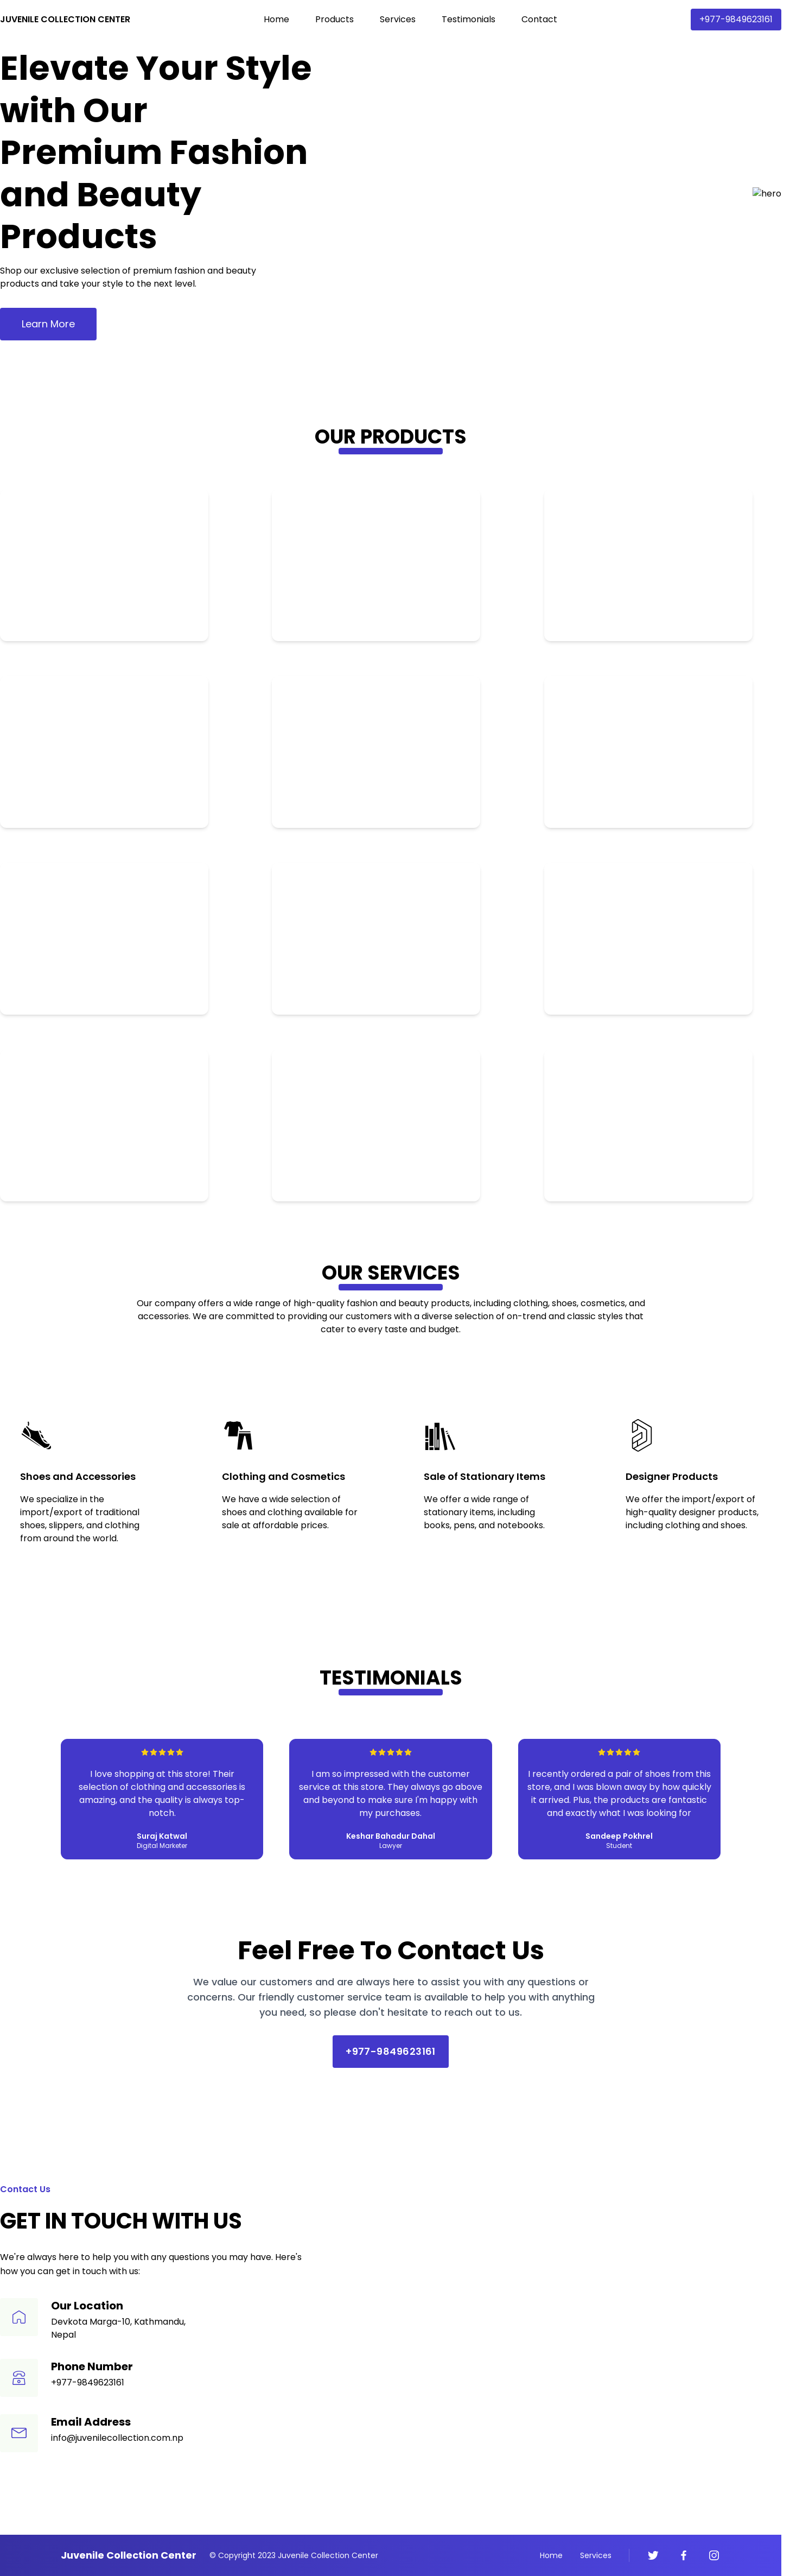 JUVENILE COLLECTION CENTER
Home
Products
Services
Testimonials
Contact
+977-9849623161
Elevate Your Style
with Our
Premium Fashion
and Beauty
Products
hero
Shop our exclusive selection of premium fashion and beauty
products and take your style to the next level.
Learn More
OUR PRODUCTS
OUR SERVICES
Our company offers a wide range of high-quality fashion and beauty products, including clothing, shoes, cosmetics, and
accessories. We are committed to providing our customers with a diverse selection of on-trend and classic styles that
cater to every taste and budget.
Shoes and Accessories
We specialize in the
import/export of traditional
shoes, slippers, and clothing
from around the world.
Clothing and Cosmetics
We have a wide selection of
shoes and clothing available for
sale at affordable prices.
Sale of Stationary Items
We offer a wide range of
stationary items, including
books, pens, and notebooks.
Designer Products
We offer the import/export of
high-quality designer products,
including clothing and shoes.
TESTIMONIALS
I love shopping at this store! Their
selection of clothing and accessories is
amazing, and the quality is always top-
notch.
Suraj Katwal
Digital Marketer
I am so impressed with the customer
service at this store. They always go above
and beyond to make sure I'm happy with
my purchases.
Keshar Bahadur Dahal
Lawyer
I recently ordered a pair of shoes from this
store, and I was blown away by how quickly
it arrived. Plus, the products are fantastic
and exactly what I was looking for
Sandeep Pokhrel
Student
Feel Free To Contact Us
We value our customers and are always here to assist you with any questions or
concerns. Our friendly customer service team is available to help you with anything
you need, so please don't hesitate to reach out to us.
+977-9849623161
Contact Us
GET IN TOUCH WITH US
We're always here to help you with any questions you may have. Here's
how you can get in touch with us:
Our Location
Devkota Marga-10, Kathmandu,
Nepal
Phone Number
+977-9849623161
Email Address
info@juvenilecollection.com.np
Juvenile Collection Center
© Copyright 2023 Juvenile Collection Center
Home
Services